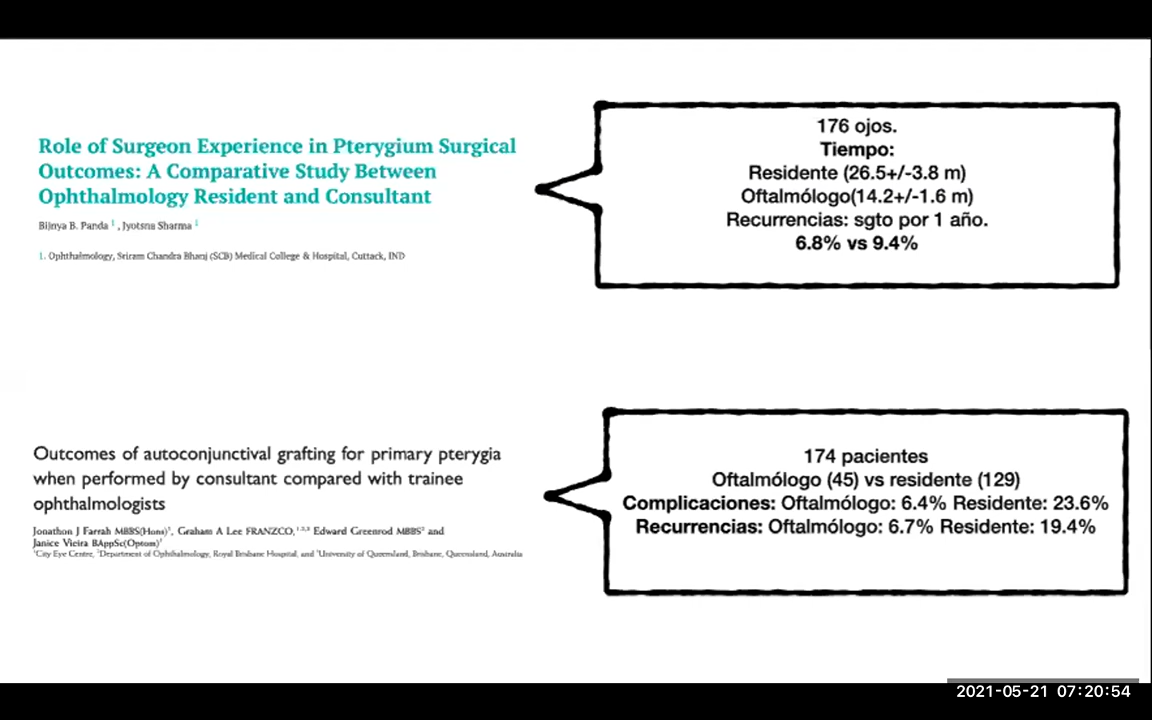 Role of Surgeon Experience in Pterygium Surgical
Outcomes: A Comparative Study Between
Ophthalmology Resident and Consultant
Bijnya B. Panda 1 , Jyotsna Sharma 1
1. Ophthalmology, Sriram Chandra Bhanj (SCB) Medical College & Hospital, Cuttack, IND
176 ojos.
Tiempo:
Residente (26.5+/-3.8 m)
Oftalmólogo(14.2+/-1.6 m)
Recurrencias: sgto por 1 año.
6.8% vs 9.4%
Outcomes of autoconjunctival grafting for primary pterygia
when performed by consultant compared with trainee
ophthalmologists
Jonathon J Farrah MBBS(Hons)1, Graham A Lee FRANZCO,1,2,3 Edward Greenrod MBBS2 and
Janice Vieira BAppSc(Optom)1
1City Eye Centre, 2Department of Ophthalmology, Royal Brisbane Hospital, and 3University of Queensland, Brisbane, Queensland, Australia
174 pacientes
Oftalmólogo (45) vs residente (129)
Complicaciones: Oftalmólogo: 6.4% Residente: 23.6%
Recurrencias: Oftalmólogo: 6.7% Residente: 19.4%
2021-05-21 07:20:54